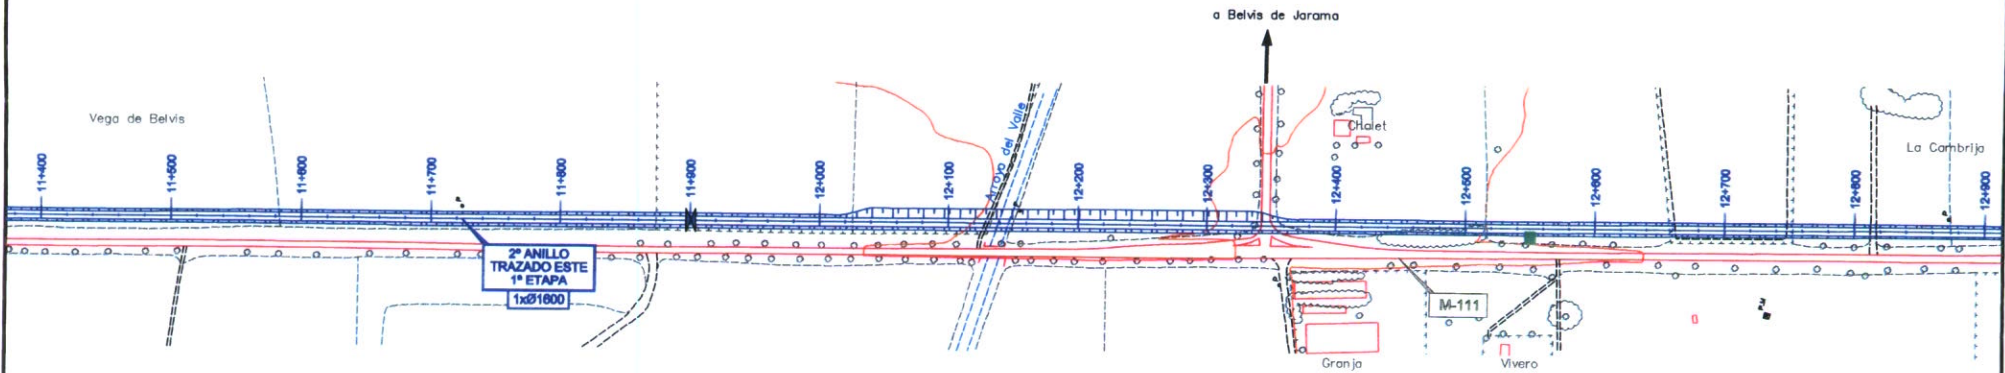 a Belvis de Jarama
Vega de Belvis
Arroyo del Valle
Chalet
La Cambrija
11+400
11+500
11+600
11+700
11+800
11+900
12+000
12+100
12+200
12+300
12+400
12+500
12+600
12+700
12+800
12+900
2º ANILLO
TRAZADO ESTE
1ª ETAPA
1xØ1600
M-111
Granja
Vivero